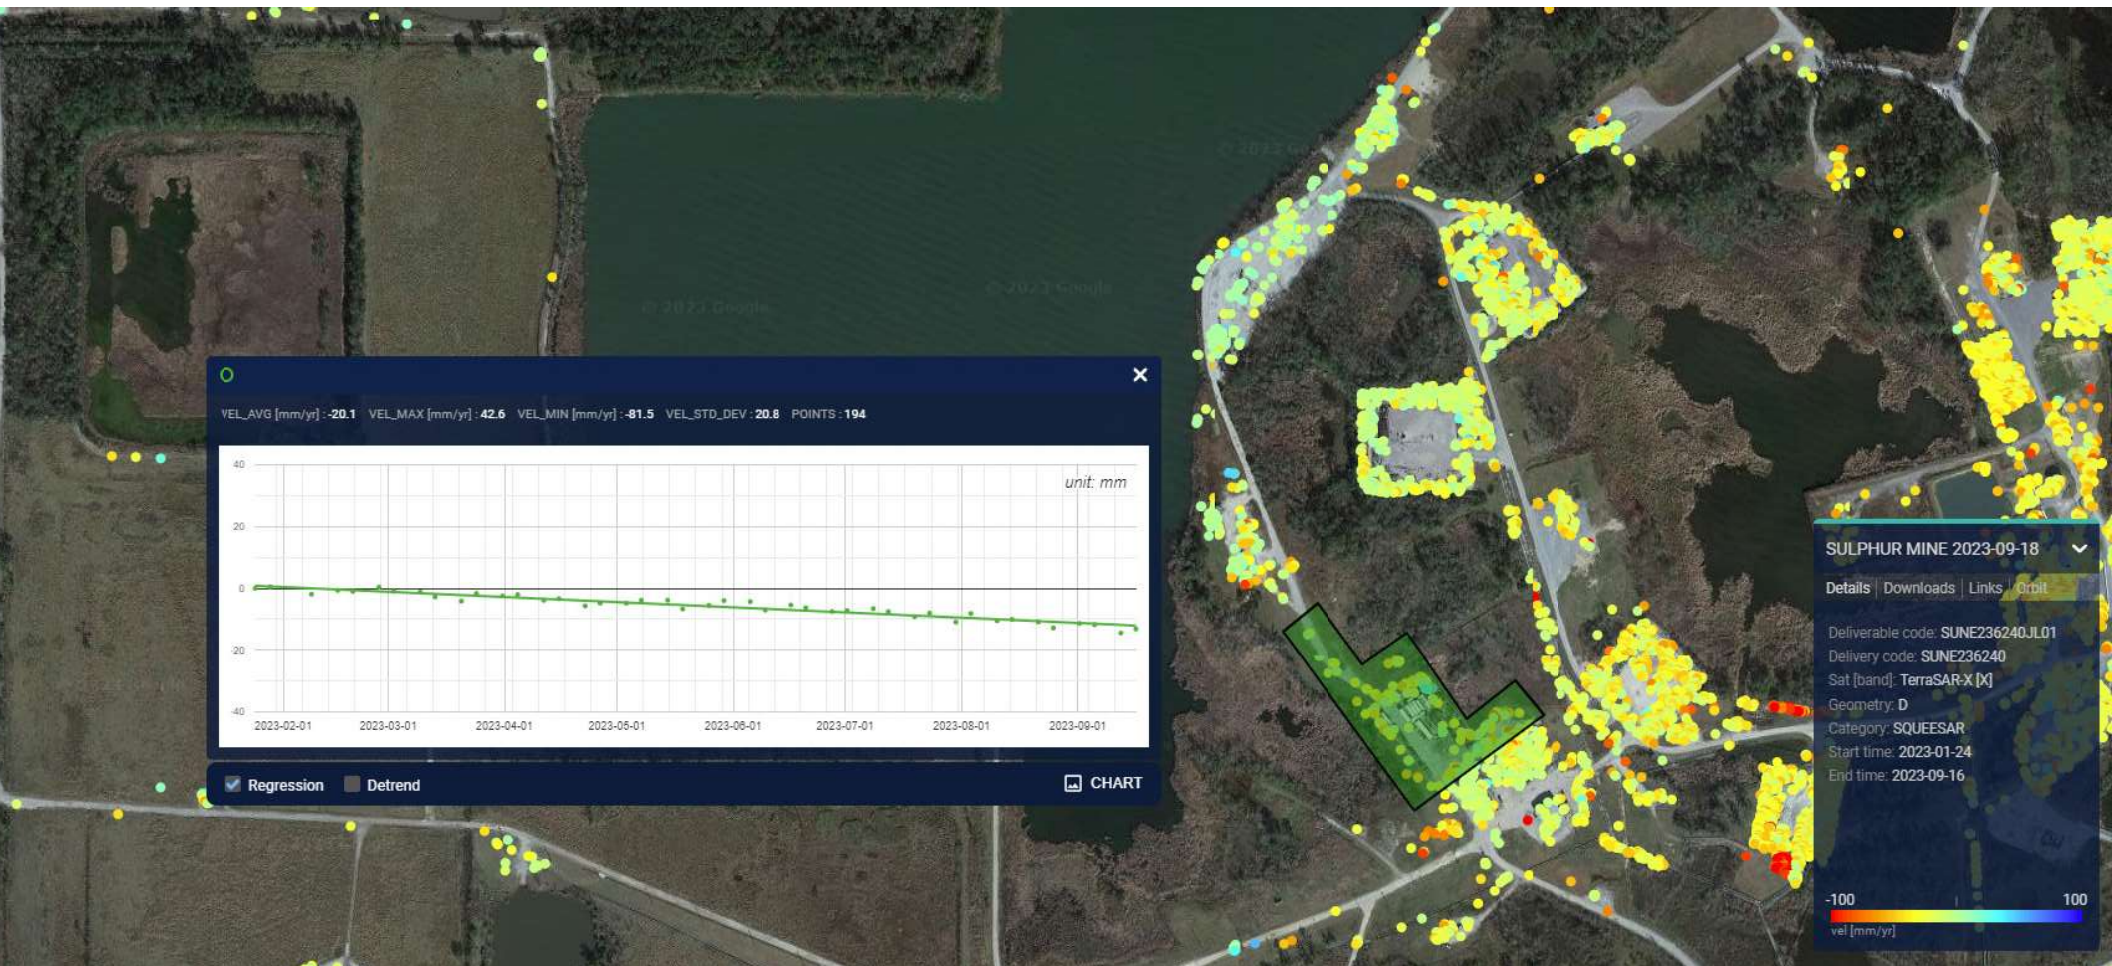 © 2023 Google
© 2023 Google
VEL_AVG [mm/yr] : -20.1 VEL_MAX [mm/yr] : 42.6 VEL_MIN [mm/yr] : -81.5 VEL_STD_DEV : 20.8 POINTS : 194
unit: mm
40
20
0
-20
-40
2023-02-01 2023-03-01 2023-04-01 2023-05-01 2023-06-01 2023-07-01 2023-08-01 2023-09-01
Regression Detrend CHART
SULPHUR MINE 2023-09-18
Details | Downloads | Links | Orbit
Deliverable code: SUNE236240JL01
Delivery code: SUNE236240
Sat [band]: TerraSAR-X [X]
Geometry: D
Category: SQUEESAR
Start time: 2023-01-24
End time: 2023-09-16
-100 100
vel [mm/yr]